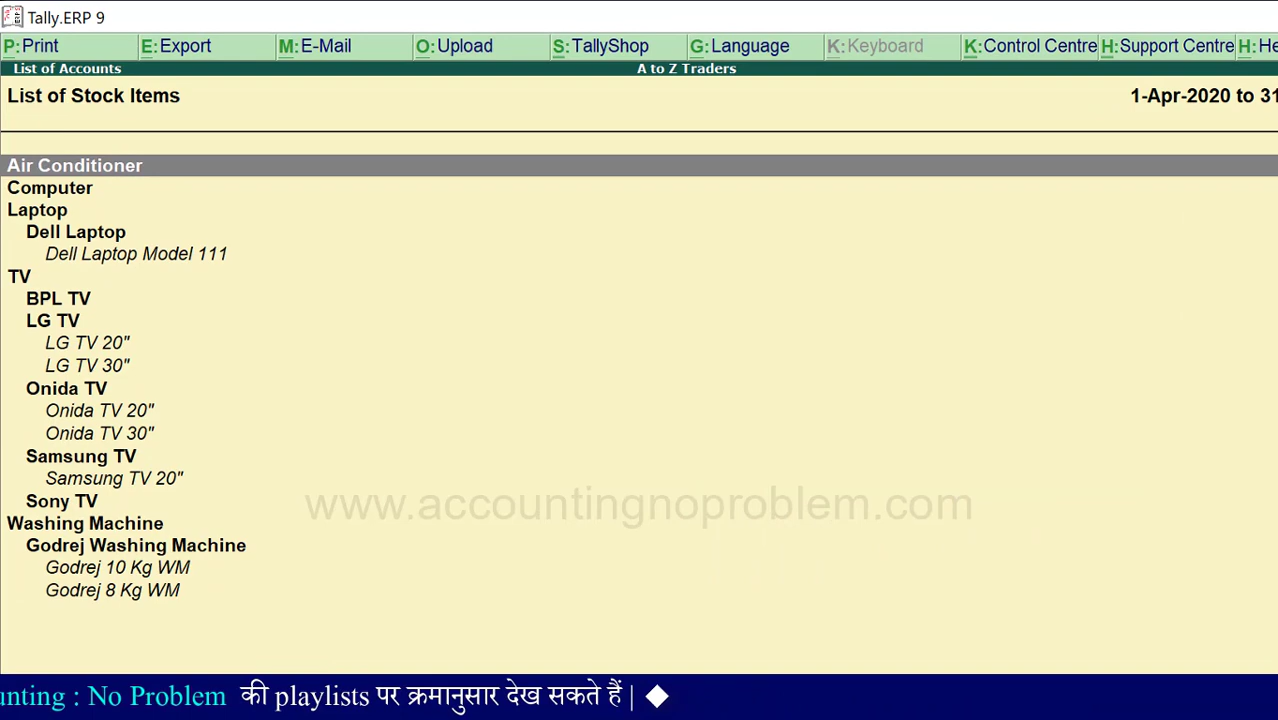 Tally.ERP 9
P:Print E:Export M:E-Mail O:Upload S:TallyShop G:Language K:Keyboard K:Control Centre H:Support Centre H:He
List of Accounts A to Z Traders
List of Stock Items 1-Apr-2020 to 31
Air Conditioner
Computer
Laptop
Dell Laptop
Dell Laptop Model 111
TV
BPL TV
LG TV
LG TV 20"
LG TV 30"
Onida TV
Onida TV 20"
Onida TV 30"
Samsung TV
Samsung TV 20"
Sony TV
www.accountingnoproblem.com
Washing Machine
Godrej Washing Machine
Godrej 10 Kg WM
Godrej 8 Kg WM
unting : No Problem की playlists पर क्रमानुसार देख सकते हैं | ◆